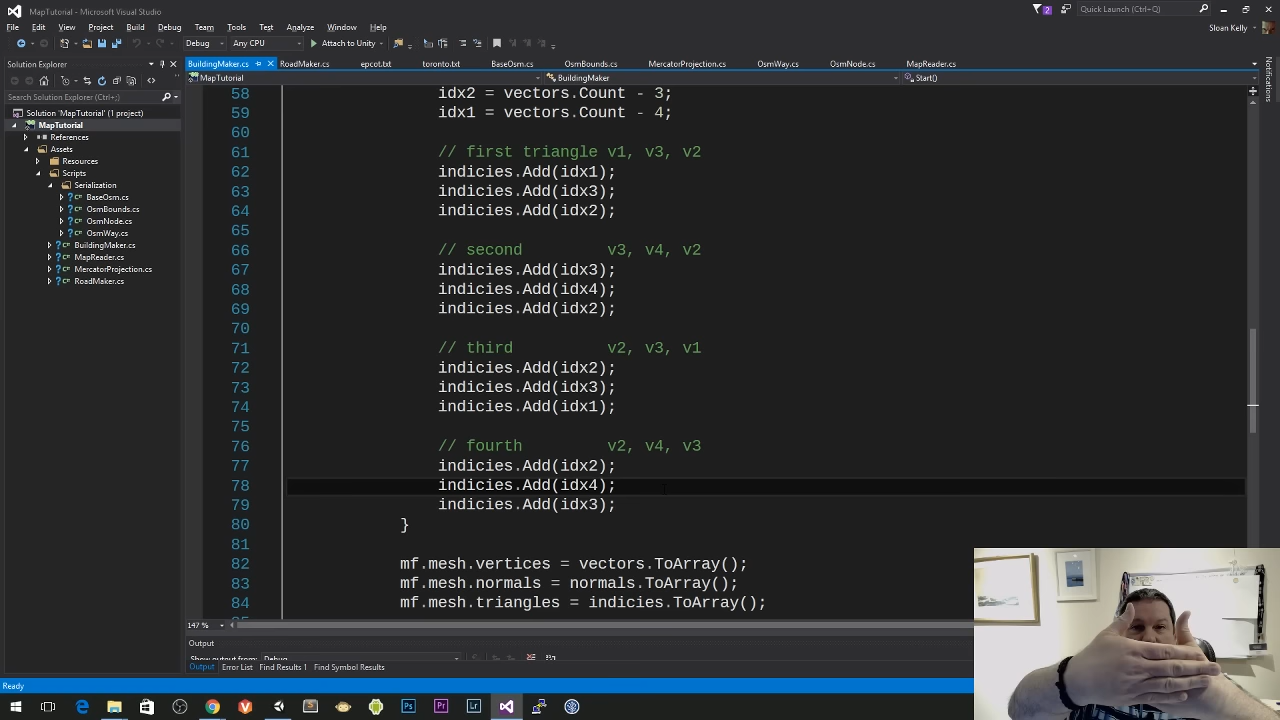 MapTutorial - Microsoft Visual Studio
2
Quick Launch (Ctrl+Q)
File Edit View Project Build Debug Team Tools Test Analyze Window Help
Sloan Kelly
Debug Any CPU Attach to Unity
Solution Explorer
BuildingMaker.cs RoadMaker.cs epcot.txt toronto.txt BaseOsm.cs OsmBounds.cs MercatorProjection.cs OsmWay.cs OsmNode.cs MapReader.cs
MapTutorial BuildingMaker Start()
Notifications
Search Solution Explorer (Ctrl+;)
Solution 'MapTutorial' (1 project)
MapTutorial
References
Assets
Resources
Scripts
Serialization
BaseOsm.cs
OsmBounds.cs
OsmNode.cs
OsmWay.cs
BuildingMaker.cs
MapReader.cs
MercatorProjection.cs
RoadMaker.cs
58 idx2 = vectors.Count - 3;
59 idx1 = vectors.Count - 4;
60
61 // first triangle v1, v3, v2
62 indicies.Add(idx1);
63 indicies.Add(idx3);
64 indicies.Add(idx2);
65
66 // second v3, v4, v2
67 indicies.Add(idx3);
68 indicies.Add(idx4);
69 indicies.Add(idx2);
70
71 // third v2, v3, v1
72 indicies.Add(idx2);
73 indicies.Add(idx3);
74 indicies.Add(idx1);
75
76 // fourth v2, v4, v3
77 indicies.Add(idx2);
78 indicies.Add(idx4);
79 indicies.Add(idx3);
80 }
81
82 mf.mesh.vertices = vectors.ToArray();
83 mf.mesh.normals = normals.ToArray();
84 mf.mesh.triangles = indicies.ToArray();
147 %
Output
Show output from: Debug
Output Error List Find Results 1 Find Symbol Results
Ready